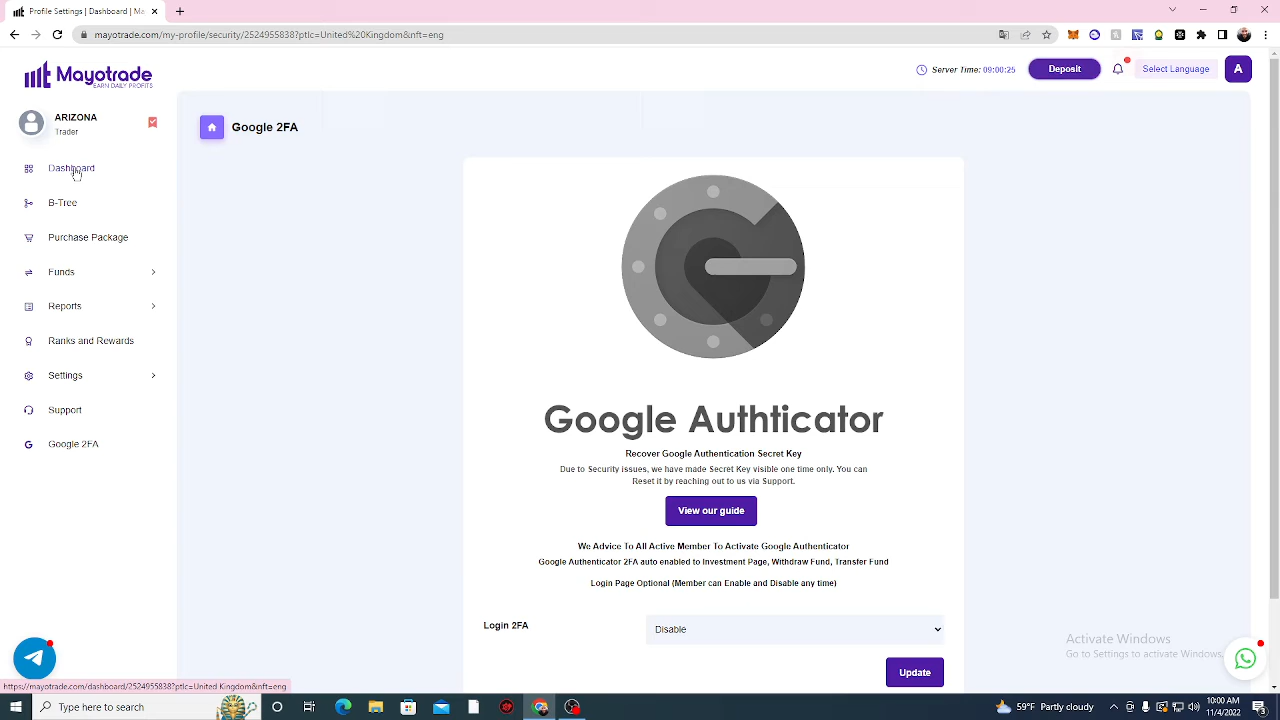 Profile Settings | Dashboard | Ma
mayotrade.com/my-profile/security/252495583​8?ptlc=United%20Kingdom&nft=eng
Mayotrade
EARN DAILY PROFITS
Server Time: 09:00:25
Deposit
Select Language
A
ARIZONA
Trader
Google 2FA
Dashboard
B-Tree
Purchase Package
Funds
Reports
Ranks and Rewards
Settings
Support
Google 2FA
Google Authticator
Recover Google Authentication Secret Key
Due to Security issues, we have made Secret Key visible one time only. You can
Reset it by reaching out to us via Support.
View our guide
We Advice To All Active Member To Activate Google Authenticator
Google Authenticator 2FA auto enabled to Investment Page, Withdraw Fund, Transfer Fund
Login Page Optional (Member can Enable and Disable any time)
Login 2FA
Disable
Update
Activate Windows
Go to Settings to activate Windows.
https://mayotrade.com/dashboard/2524955838?ptlc=United Kingdom&nft=eng
Type here to search
59°F Partly cloudy
10:00 AM
11/4/2022
3